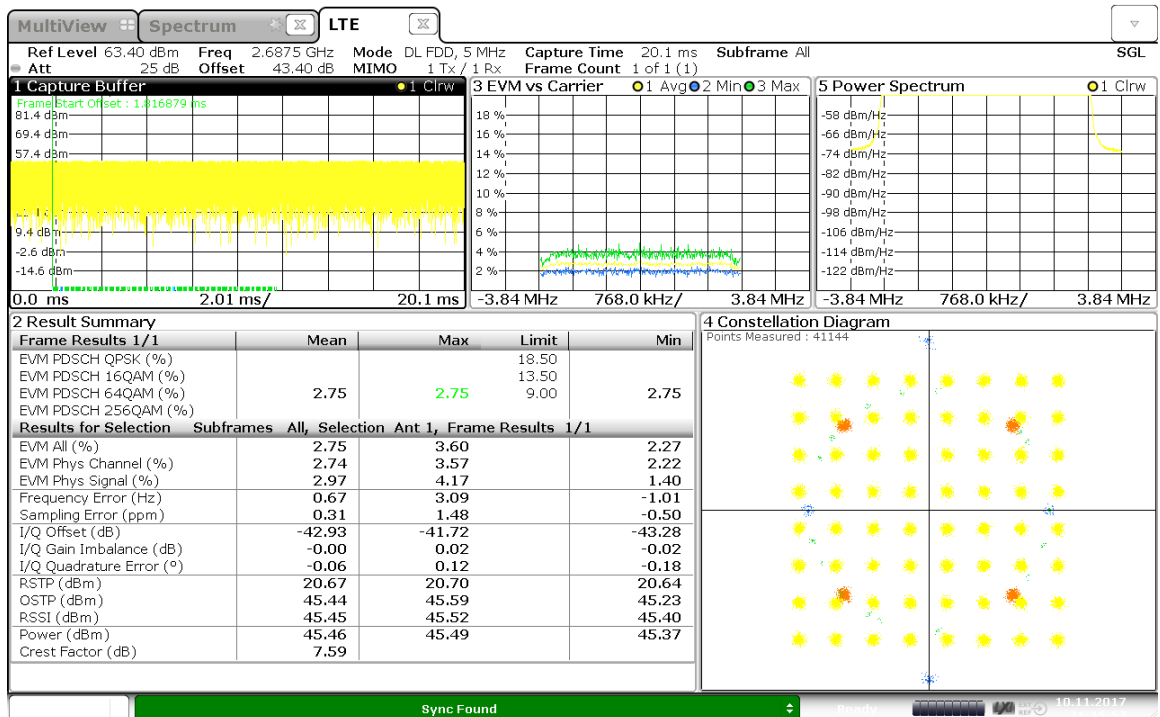 MultiView Spectrum LTE
Ref Level 63.40 dBm Freq 2.6875 GHz Mode DL FDD, 5 MHz Capture Time 20.1 ms Subframe All SGL
Att 25 dB Offset 43.40 dB MIMO 1 Tx / 1 Rx Frame Count 1 of 1 (1)
1 Capture Buffer 1 Clrw
Frame Start Offset : 1.816879 ms
81.4 dBm
69.4 dBm
57.4 dBm
9.4 dBm
-2.6 dBm
-14.6 dBm
0.0 ms 2.01 ms/ 20.1 ms
3 EVM vs Carrier 1 Avg 2 Min 3 Max
18 %
16 %
14 %
12 %
10 %
8 %
6 %
4 %
2 %
-3.84 MHz 768.0 kHz/ 3.84 MHz
5 Power Spectrum 1 Clrw
-58 dBm/Hz
-66 dBm/Hz
-74 dBm/Hz
-82 dBm/Hz
-90 dBm/Hz
-98 dBm/Hz
-106 dBm/Hz
-114 dBm/Hz
-122 dBm/Hz
-3.84 MHz 768.0 kHz/ 3.84 MHz
2 Result Summary
Frame Results 1/1 Mean Max Limit Min
EVM PDSCH QPSK (%) 18.50
EVM PDSCH 16QAM (%) 13.50
EVM PDSCH 64QAM (%) 2.75 2.75 9.00 2.75
EVM PDSCH 256QAM (%)
Results for Selection Subframes All, Selection Ant 1, Frame Results 1/1
EVM All (%) 2.75 3.60 2.27
EVM Phys Channel (%) 2.74 3.57 2.22
EVM Phys Signal (%) 2.97 4.17 1.40
Frequency Error (Hz) 0.67 3.09 -1.01
Sampling Error (ppm) 0.31 1.48 -0.50
I/Q Offset (dB) -42.93 -41.72 -43.28
I/Q Gain Imbalance (dB) -0.00 0.02 -0.02
I/Q Quadrature Error (°) -0.06 0.12 -0.18
RSTP (dBm) 20.67 20.70 20.64
OSTP (dBm) 45.44 45.59 45.23
RSSI (dBm) 45.45 45.52 45.40
Power (dBm) 45.46 45.49 45.37
Crest Factor (dB) 7.59
4 Constellation Diagram
Points Measured : 41144
Sync Found Ready LXI EXT REF 10.11.2017